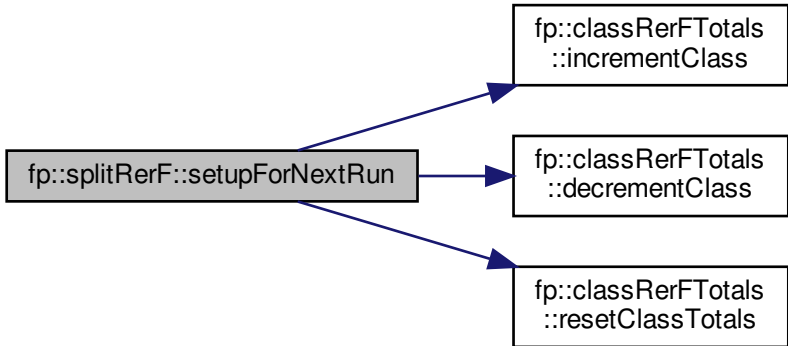 fp::classRerFTotals
::incrementClass
fp::splitRerF::setupForNextRun
fp::classRerFTotals
::decrementClass
fp::classRerFTotals
::resetClassTotals